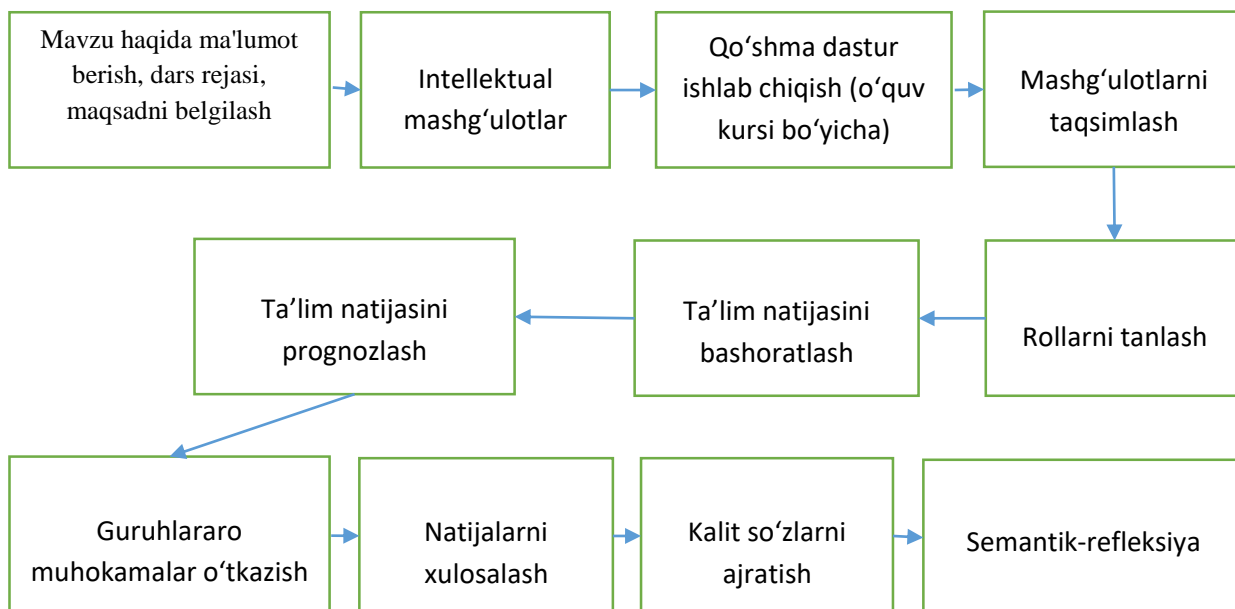 Mavzu haqida ma'lumot
berish, dars rejasi,
maqsadni belgilash
Intellektual
mashg‘ulotlar
Qo‘shma dastur
ishlab chiqish (o‘quv
kursi bo‘yicha)
Mashg‘ulotlarni
taqsimlash
Rollarni tanlash
Ta’lim natijasini
bashoratlash
Ta’lim natijasini
prognozlash
Guruhlararo
muhokamalar o‘tkazish
Natijalarni
xulosalash
Kalit so‘zlarni
ajratish
Semantik-refleksiya